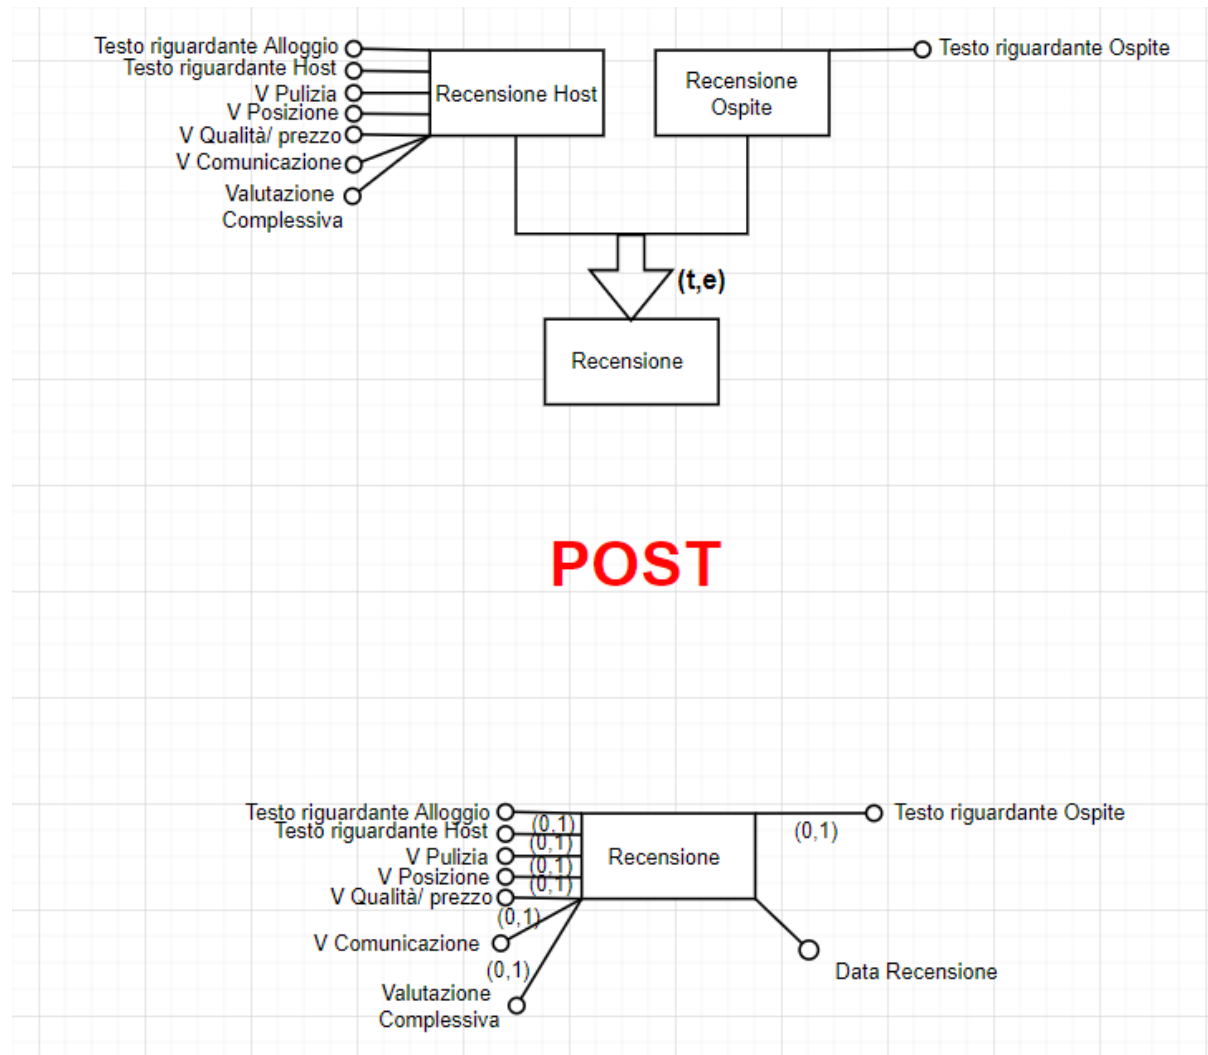 Testo riguardante Alloggio
Testo riguardante Host
V Pulizia
V Posizione
V Qualità/ prezzo
V Comunicazione
Valutazione
Complessiva
Recensione Host
Recensione
Ospite
Testo riguardante Ospite
(t,e)
Recensione
POST
Testo riguardante Alloggio
(0,1)
Testo riguardante Host
(0,1)
V Pulizia
(0,1)
V Posizione
(0,1)
V Qualità/ prezzo
(0,1)
V Comunicazione
(0,1)
Valutazione
Complessiva
Recensione
(0,1)
Testo riguardante Ospite
Data Recensione